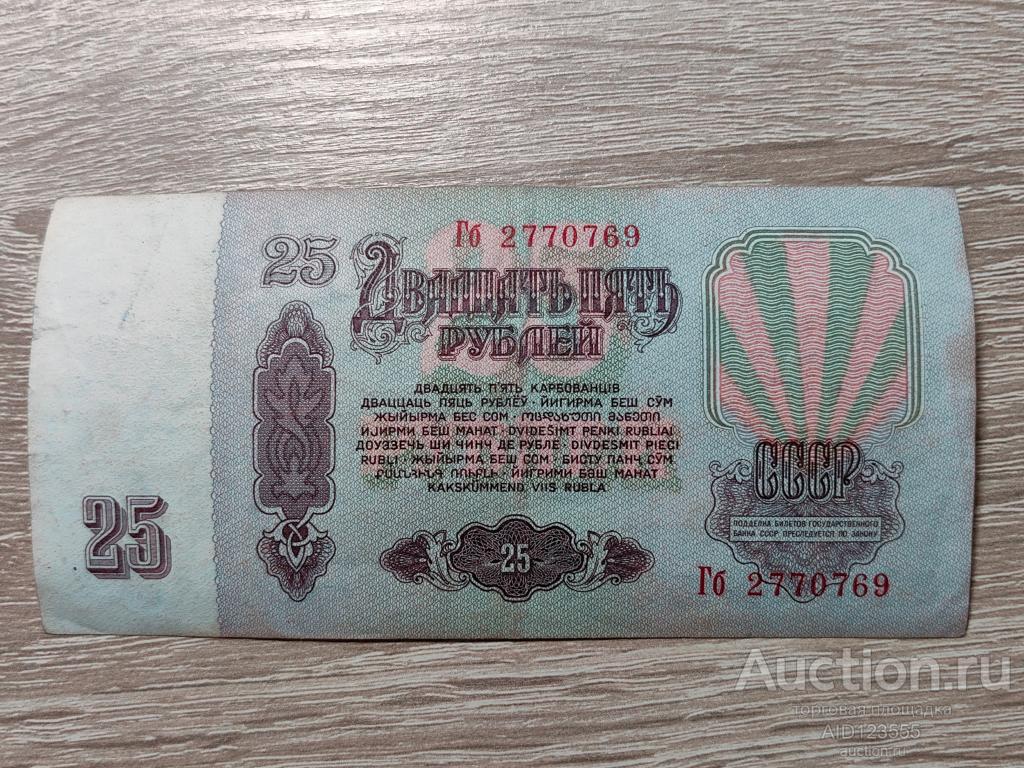 Гб 2770769
25
Двадцать пять
рублей
ДВАДЦЯТЬ П'ЯТЬ КАРБОВАНЦІВ
ДВАЦЦАЦЬ ПЯЦЬ РУБЛЁЎ · ЙИГИРМА БЕШ СЎМ
ЖЫЙЫРМА БЕС СОМ · ოცდახუთი მანეთი
ИЈИРМИ БЕШ МАНАТ · DVIDEŠIMT PENKI RUBLIAI
ДОУЭЗЕЧЬ ШИ ЧИНЧ ДЕ РУБЛЕ · DIVDESMIT PIECI
RUBĻI · ЖЫЙЫРМА БЕШ СОМ · БИСТУ ПАНҶ СӮМ
ՔՍԱՆՀԻՆԳ ՌՈՒԲԼԻ · ЙИГРИМИ БӘШ МАНАТ
KAKSKÜMMEND VIIS RUBLA
25
25
СССР
ПОДДЕЛКА БИЛЕТОВ ГОСУДАРСТВЕННОГО
БАНКА СССР ПРЕСЛЕДУЕТСЯ ПО ЗАКОНУ
Гб 2770769
Auction.ru
торговая площадка
AID123555
auction.ru